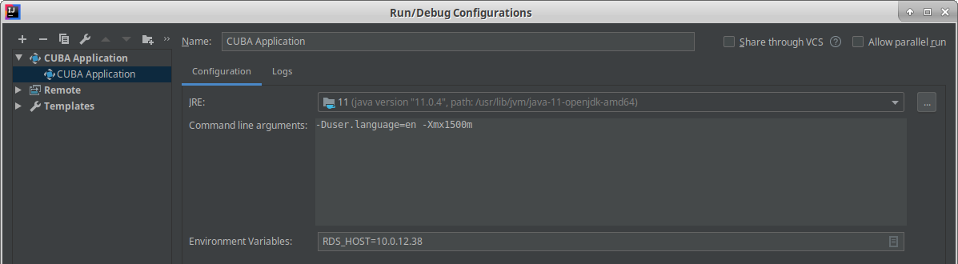 Run/Debug Configurations
Name: CUBA Application
Share through VCS ? Allow parallel run
CUBA Application
CUBA Application
Remote
Templates
Configuration Logs
JRE: 11 (java version "11.0.4", path: /usr/lib/jvm/java-11-openjdk-amd64) ...
Command line arguments: -Duser.language=en -Xmx1500m
Environment Variables: RDS_HOST=10.0.12.38